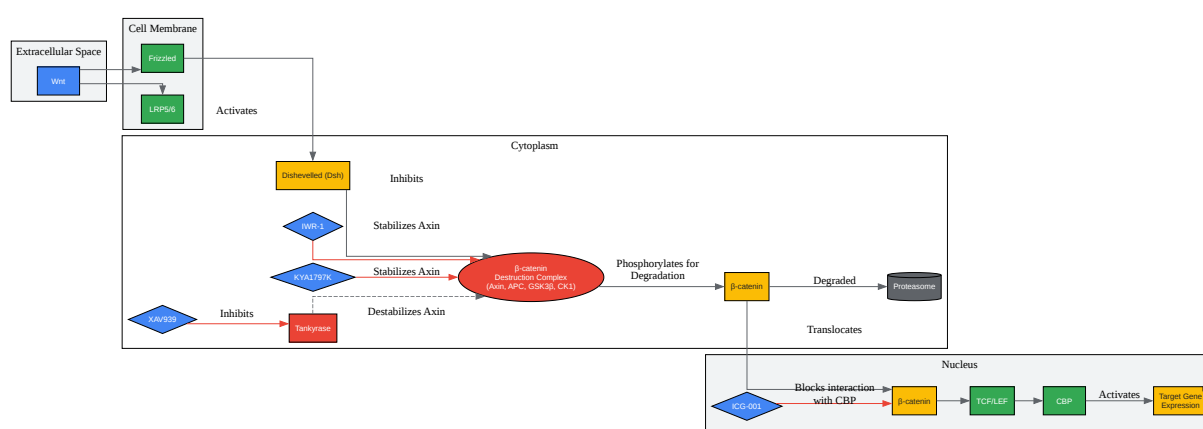 Cell Membrane
Extracellular Space
Frizzled
Wnt
LRP5/6
Activates
Cytoplasm
Dishevelled (Dsh)
Inhibits
IWR-1
Stabilizes Axin
KYA1797K
Stabilizes Axin
β-catenin
Destruction Complex
(Axin, APC, GSK3β, CK1)
Phosphorylates for
Degradation
β-catenin
Degraded
Proteasome
XAV939
Inhibits
Tankyrase
Destabilizes Axin
Translocates
Nucleus
ICG-001
Blocks interaction
with CBP
β-catenin
TCF/LEF
CBP
Activates
Target Gene
Expression